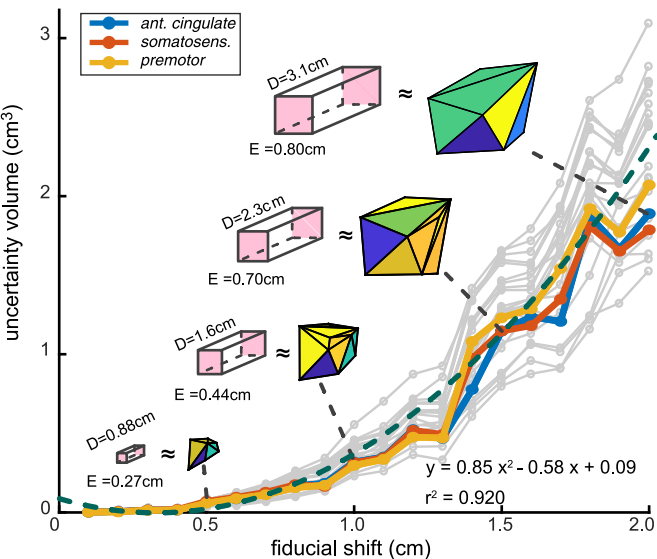 3
ant. cingulate
somatosens.
premotor
D=3.1cm
≈
E =0.80cm
uncertainty volume (cm³)
2
D=2.3cm
≈
E =0.70cm
D=1.6cm
1
≈
E =0.44cm
D=0.88cm
≈
E =0.27cm
y = 0.85 x² - 0.58 x + 0.09
r² = 0.920
0
0 0.5 1.0 1.5 2.0
fiducial shift (cm)